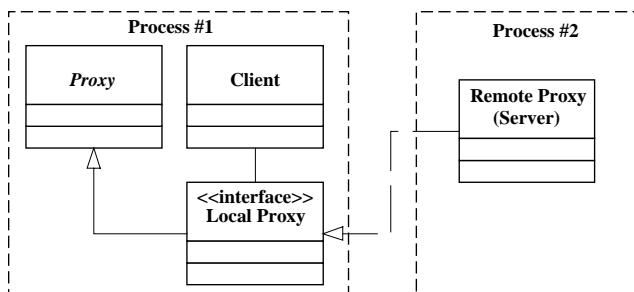 Process #1
Process #2
Proxy
Client
Remote Proxy
(Server)
<<interface>>
Local Proxy